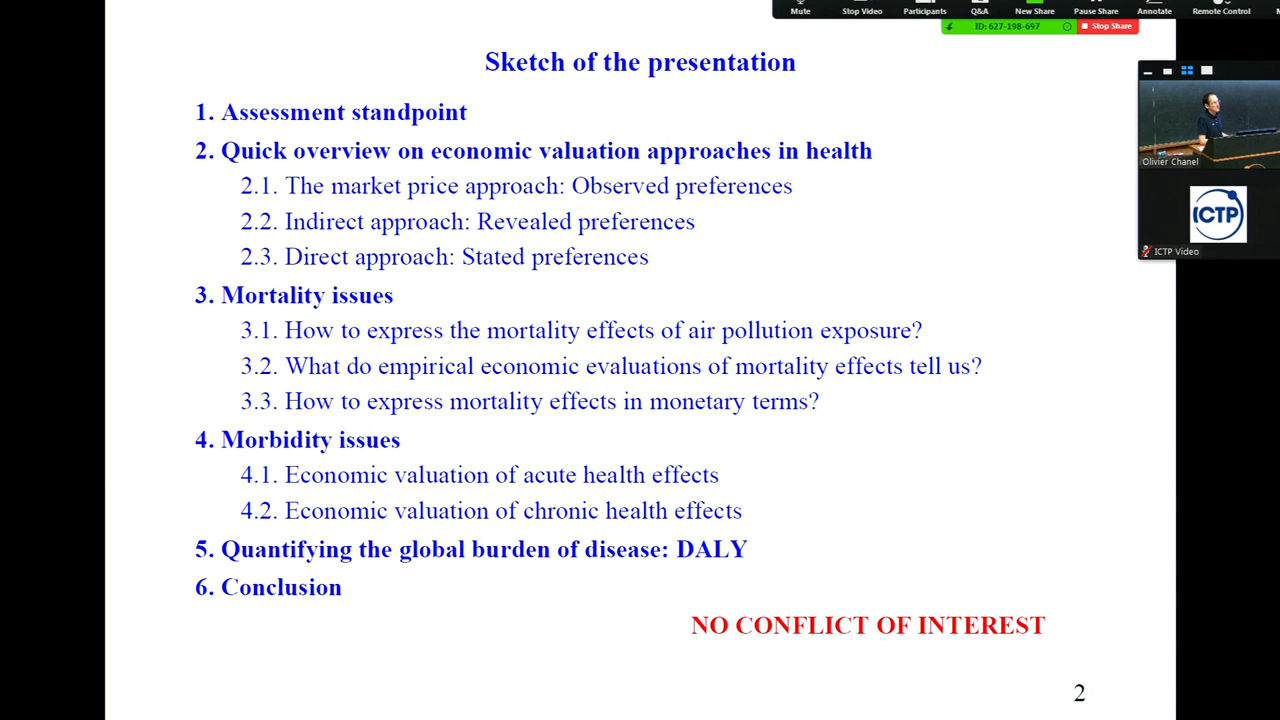 Mute
Stop Video
Participants
Q&A
New Share
Pause Share
Annotate
Remote Control
ID: 627-198-697
Stop Share
Sketch of the presentation
1. Assessment standpoint
2. Quick overview on economic valuation approaches in health
2.1. The market price approach: Observed preferences
2.2. Indirect approach: Revealed preferences
2.3. Direct approach: Stated preferences
3. Mortality issues
3.1. How to express the mortality effects of air pollution exposure?
3.2. What do empirical economic evaluations of mortality effects tell us?
3.3. How to express mortality effects in monetary terms?
4. Morbidity issues
4.1. Economic valuation of acute health effects
4.2. Economic valuation of chronic health effects
5. Quantifying the global burden of disease: DALY
6. Conclusion
NO CONFLICT OF INTEREST
2
Olivier Chanel
ICTP
ICTP Video